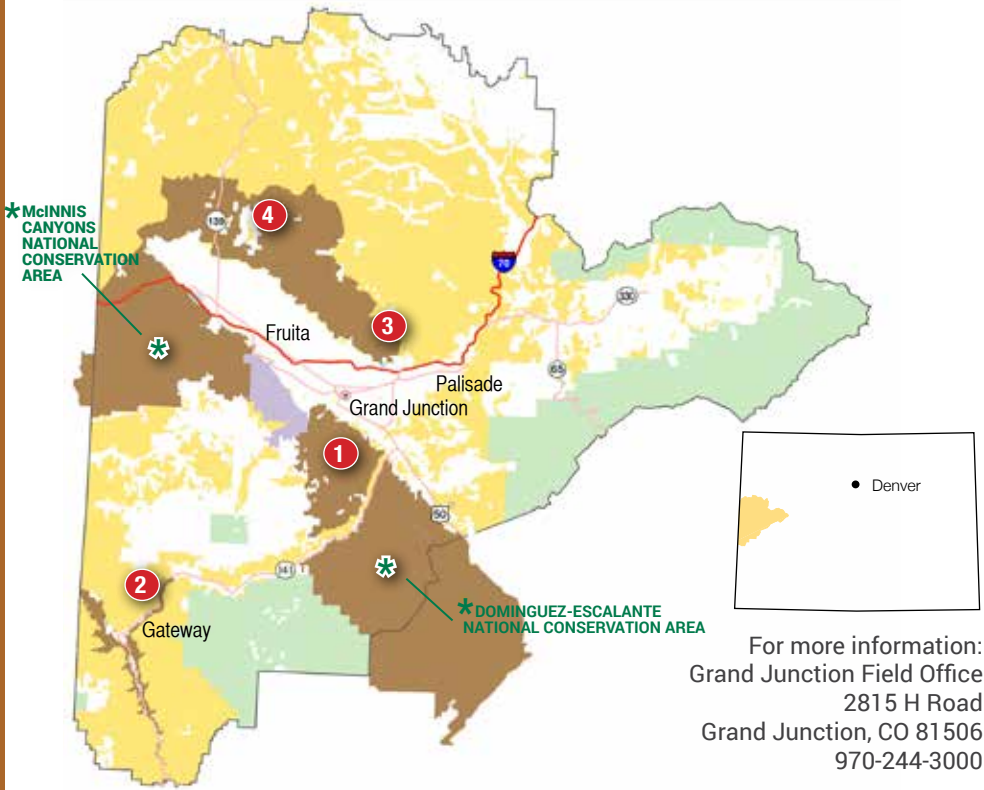 139
4
*McINNIS
CANYONS
NATIONAL
CONSERVATION
AREA
*
70
330
3
Fruita
65
Palisade
Grand Junction
1
50
Denver
*
141
2
*DOMINGUEZ-ESCALANTE
NATIONAL CONSERVATION AREA
Gateway
For more information:
Grand Junction Field Office
2815 H Road
Grand Junction, CO 81506
970-244-3000